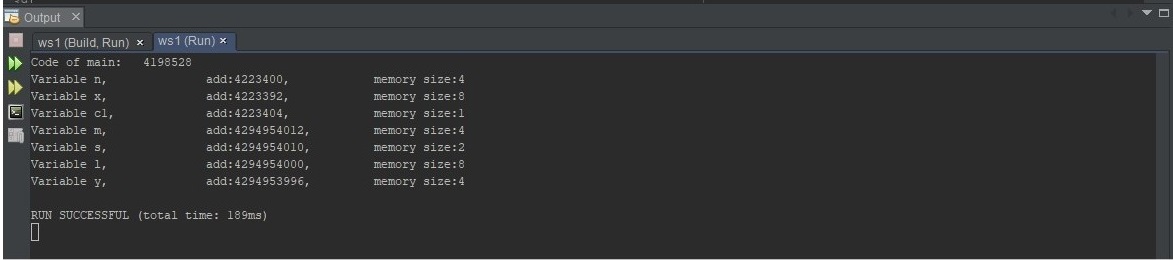 Output
ws1 (Build, Run) ws1 (Run)
Code of main: 4198528
Variable n, add:4223400, memory size:4
Variable x, add:4223392, memory size:8
Variable c1, add:4223404, memory size:1
Variable m, add:4294954012, memory size:4
Variable s, add:4294954010, memory size:2
Variable l, add:4294954000, memory size:8
Variable y, add:4294953996, memory size:4
RUN SUCCESSFUL (total time: 189ms)